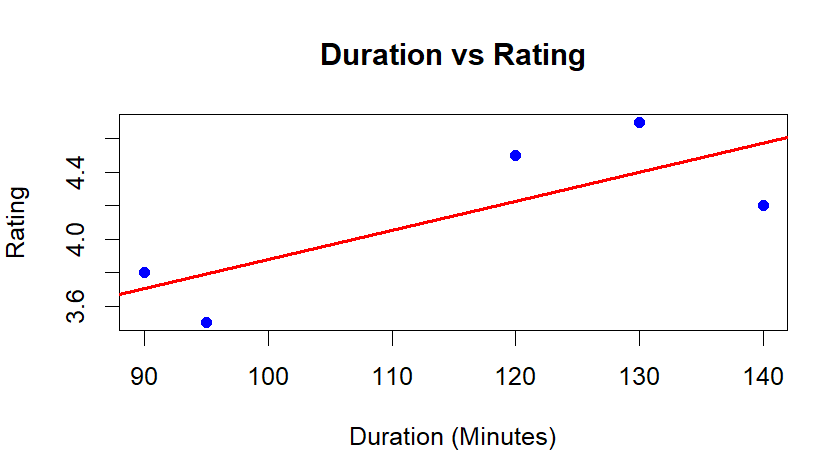 Duration vs Rating
Rating
4.4
4.0
3.6
90 100 110 120 130 140
Duration (Minutes)